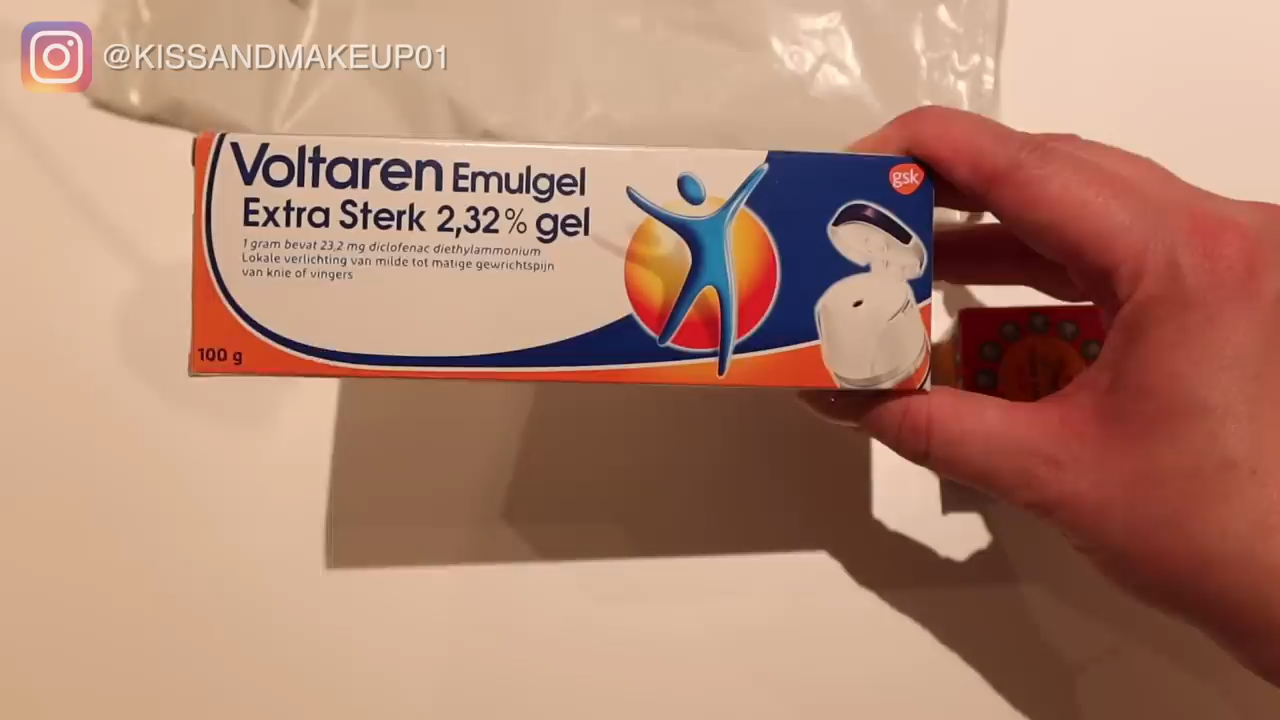 @KISSANDMAKEUP01
Voltaren Emulgel
Extra Sterk 2,32% gel
1 gram bevat 23,2 mg diclofenac diethylammonium
Lokale verlichting van milde tot matige gewrichtspijn
van knie of vingers
100 g
gsk